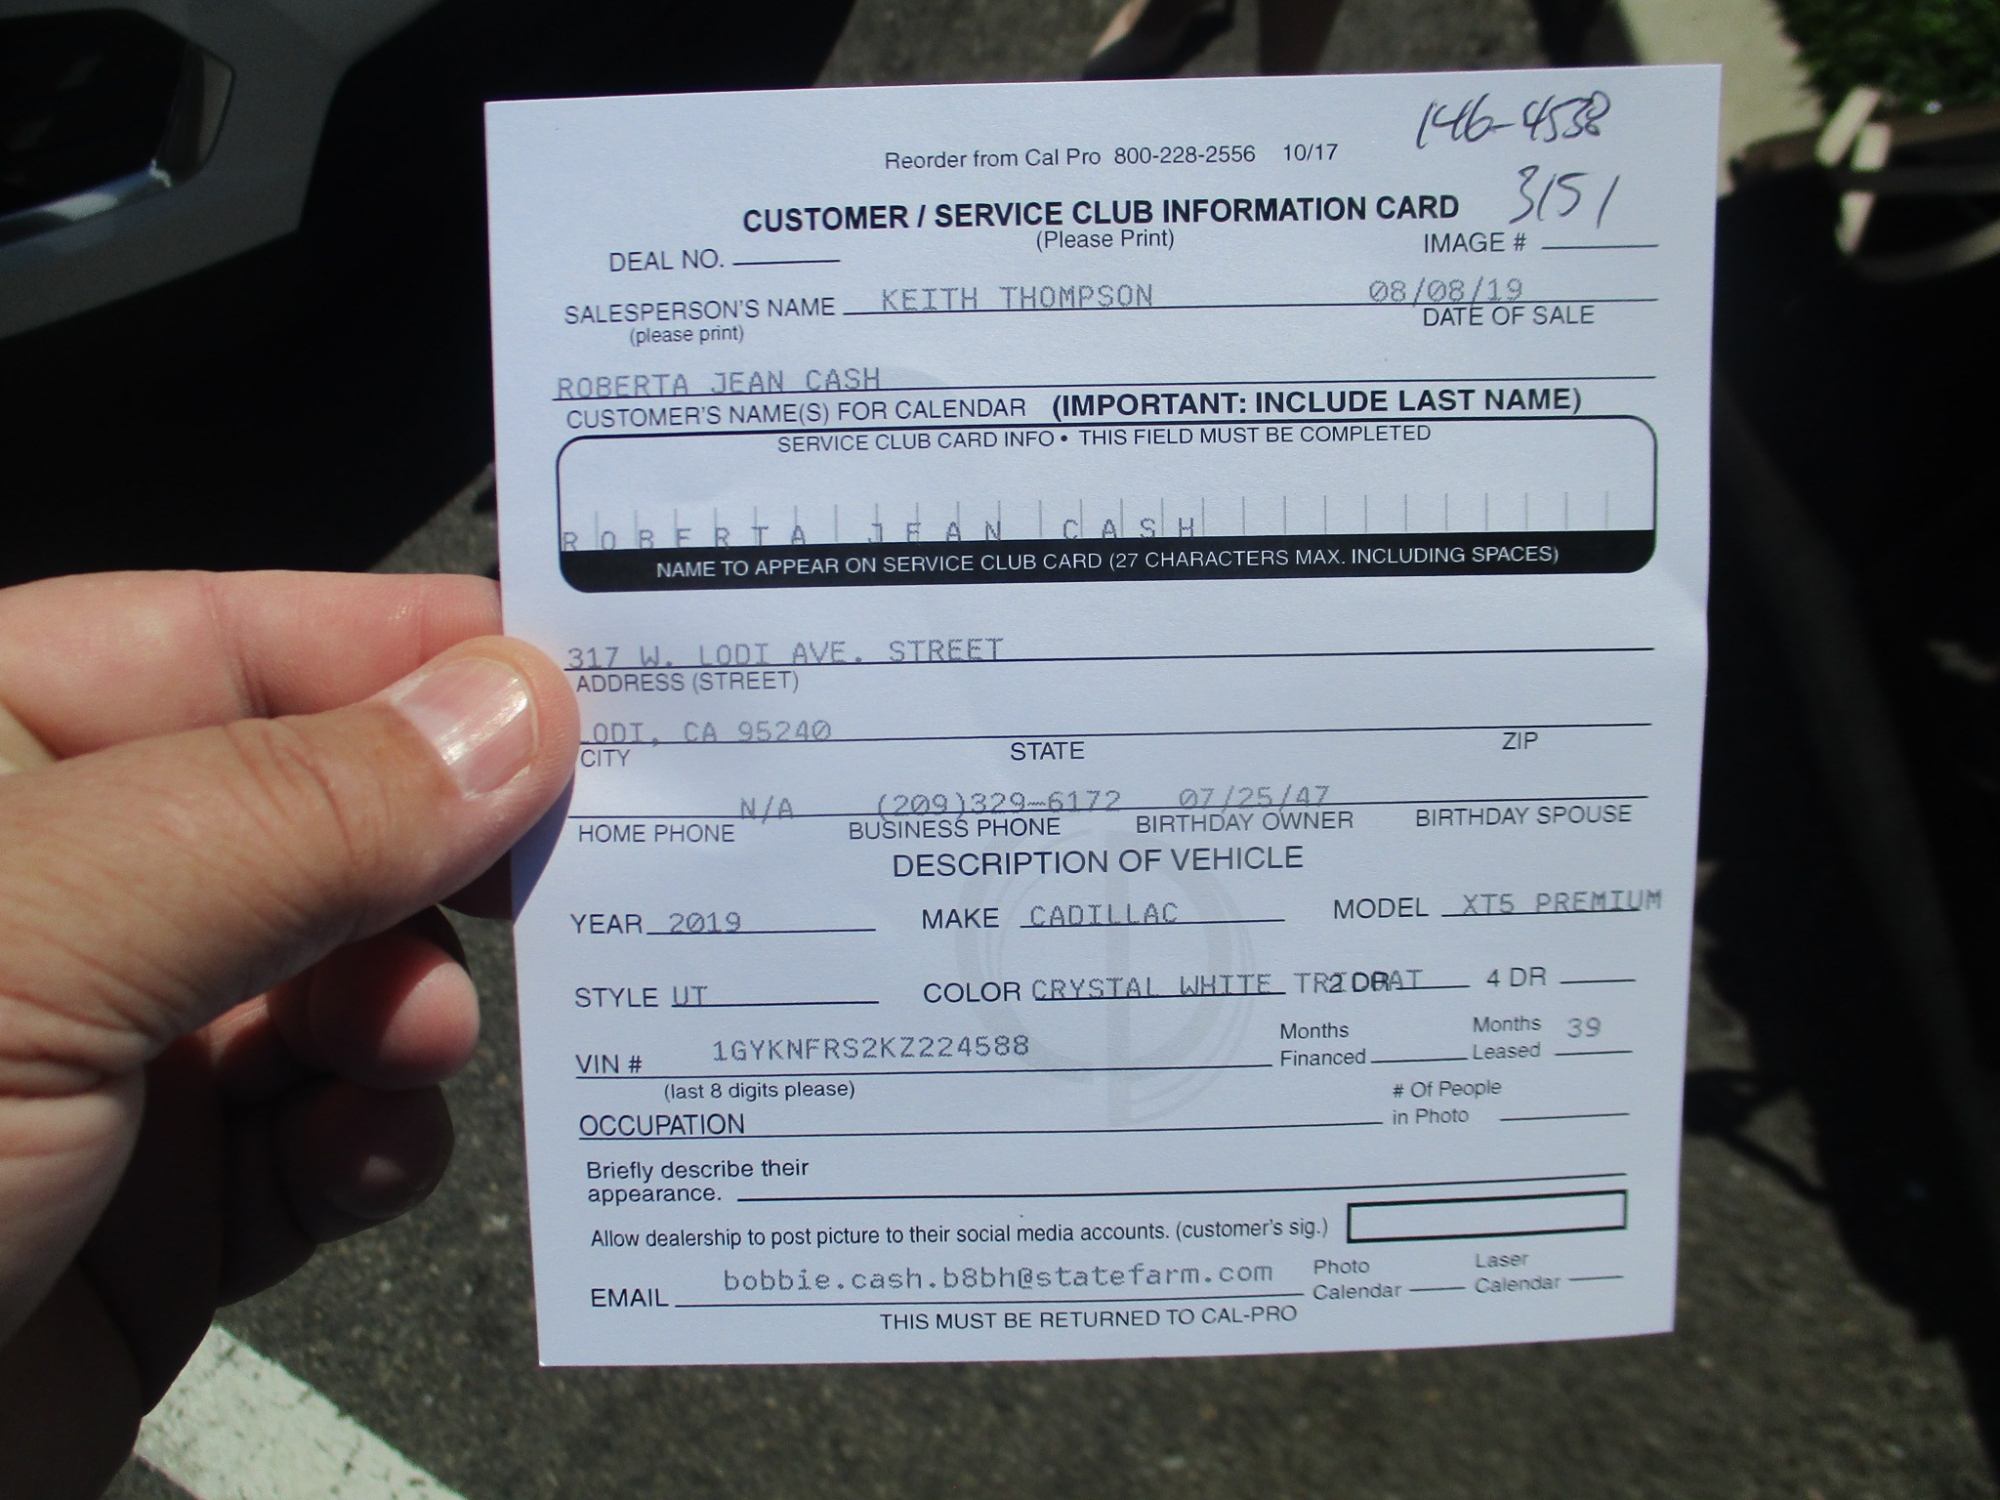 146-4538
Reorder from Cal Pro 800-228-2556 10/17
3151
CUSTOMER / SERVICE CLUB INFORMATION CARD
(Please Print)
DEAL NO. IMAGE #
SALESPERSON'S NAME KEITH THOMPSON 08/08/19
(please print) DATE OF SALE
ROBERTA JEAN CASH
CUSTOMER'S NAME(S) FOR CALENDAR (IMPORTANT: INCLUDE LAST NAME)
SERVICE CLUB CARD INFO • THIS FIELD MUST BE COMPLETED
ROBERTA JEAN CASH
NAME TO APPEAR ON SERVICE CLUB CARD (27 CHARACTERS MAX. INCLUDING SPACES)
317 W. LODI AVE. STREET
ADDRESS (STREET)
LODI, CA 95240
CITY STATE ZIP
N/A (209)329-6172 07/25/47
HOME PHONE BUSINESS PHONE BIRTHDAY OWNER BIRTHDAY SPOUSE
DESCRIPTION OF VEHICLE
YEAR 2019 MAKE CADILLAC MODEL XT5 PREMIUM
STYLE UT COLOR CRYSTAL WHITE 2 DR 4 DR
VIN # 1GYKNFRS2KZ224588 Months Financed Months Leased 39
(last 8 digits please)
OCCUPATION # Of People in Photo
Briefly describe their
appearance.
Allow dealership to post picture to their social media accounts. (customer's sig.)
EMAIL bobbie.cash.b8bh@statefarm.com Photo Calendar Laser Calendar
THIS MUST BE RETURNED TO CAL-PRO